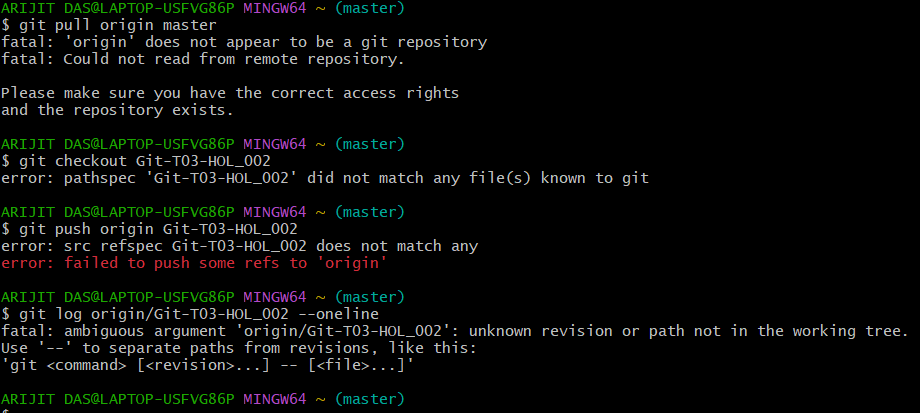 ARIJIT DAS@LAPTOP-USFVG86P MINGW64 ~ (master)
$ git pull origin master
fatal: 'origin' does not appear to be a git repository
fatal: Could not read from remote repository.

Please make sure you have the correct access rights
and the repository exists.

ARIJIT DAS@LAPTOP-USFVG86P MINGW64 ~ (master)
$ git checkout Git-T03-HOL_002
error: pathspec 'Git-T03-HOL_002' did not match any file(s) known to git

ARIJIT DAS@LAPTOP-USFVG86P MINGW64 ~ (master)
$ git push origin Git-T03-HOL_002
error: src refspec Git-T03-HOL_002 does not match any
error: failed to push some refs to 'origin'

ARIJIT DAS@LAPTOP-USFVG86P MINGW64 ~ (master)
$ git log origin/Git-T03-HOL_002 --oneline
fatal: ambiguous argument 'origin/Git-T03-HOL_002': unknown revision or path not in the working tree.
Use '--' to separate paths from revisions, like this:
'git <command> [<revision>...] -- [<file>...]'

ARIJIT DAS@LAPTOP-USFVG86P MINGW64 ~ (master)
$